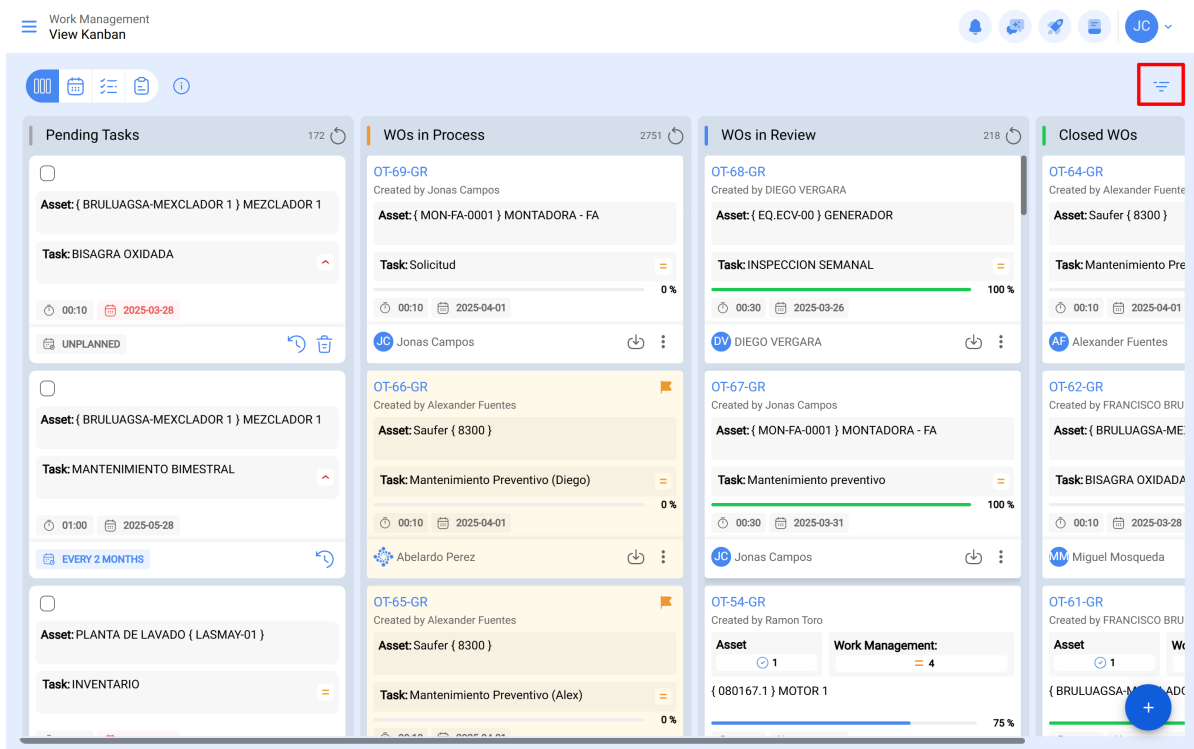 Work Management
View Kanban
JC
Pending Tasks 172
Asset: { BRULUAGSA-MEXCLADOR 1 } MEZCLADOR 1
Task: BISAGRA OXIDADA
00:10 2025-03-28
UNPLANNED
Asset: { BRULUAGSA-MEXCLADOR 1 } MEZCLADOR 1
Task: MANTENIMIENTO BIMESTRAL
01:00 2025-05-28
EVERY 2 MONTHS
Asset: PLANTA DE LAVADO { LASMAY-01 }
Task: INVENTARIO
WOs in Process 2751
OT-69-GR
Created by Jonas Campos
Asset: { MON-FA-0001 } MONTADORA - FA
Task: Solicitud
0 %
00:10 2025-04-01
JC Jonas Campos
OT-66-GR
Created by Alexander Fuentes
Asset: Saufer { 8300 }
Task: Mantenimiento Preventivo (Diego)
0 %
00:10 2025-04-01
Abelardo Perez
OT-65-GR
Created by Alexander Fuentes
Asset: Saufer { 8300 }
Task: Mantenimiento Preventivo (Alex)
0 %
WOs in Review 218
OT-68-GR
Created by DIEGO VERGARA
Asset: { EQ.ECV-00 } GENERADOR
Task: INSPECCION SEMANAL
100 %
00:30 2025-03-26
DV DIEGO VERGARA
OT-67-GR
Created by Jonas Campos
Asset: { MON-FA-0001 } MONTADORA - FA
Task: Mantenimiento preventivo
100 %
00:30 2025-03-31
JC Jonas Campos
OT-54-GR
Created by Ramon Toro
Asset Work Management:
1 4
{ 080167.1 } MOTOR 1
75 %
Closed WOs
OT-64-GR
Created by Alexander Fuente
Asset: Saufer { 8300 }
Task: Mantenimiento Pre
00:10 2025-04-01
AF Alexander Fuentes
OT-62-GR
Created by FRANCISCO BRU
Asset: { BRULUAGSA-ME
Task: BISAGRA OXIDADA
00:10 2025-03-28
MM Miguel Mosqueda
OT-61-GR
Created by FRANCISCO BRU
Asset
1
{ BRULUAGSA-M